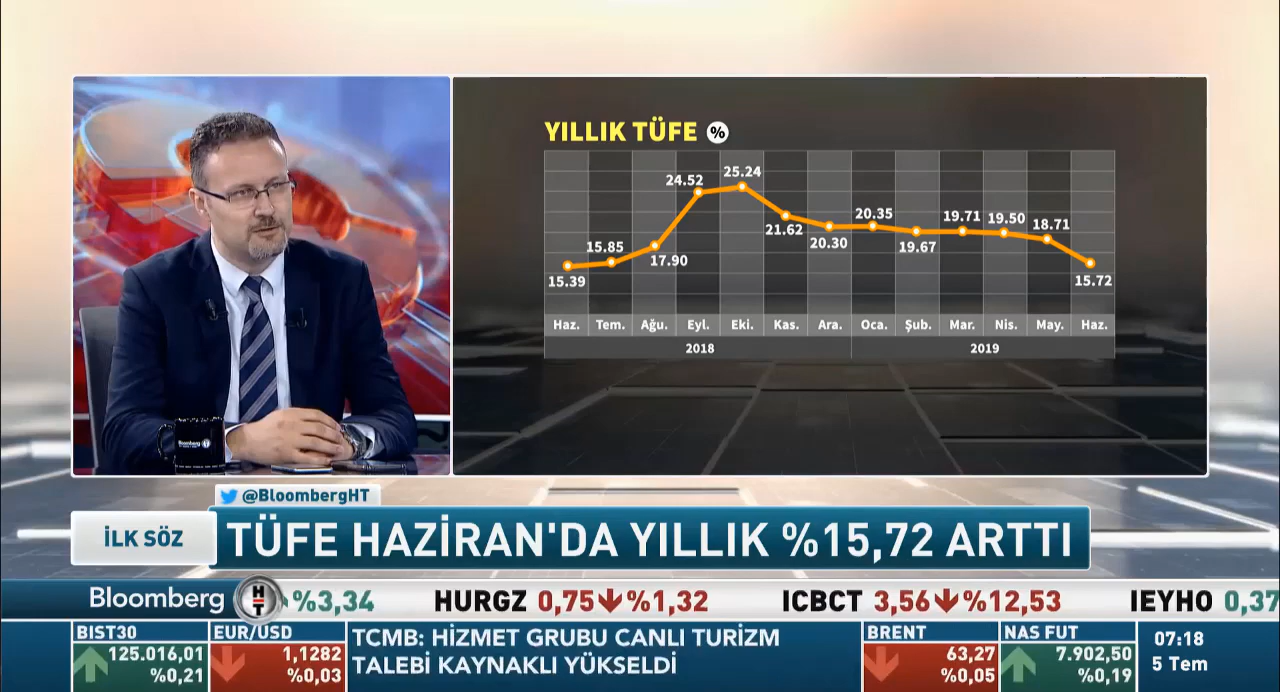 YILLIK TÜFE %
24.52
25.24
15.85
17.90
15.39
21.62
20.30
20.35
19.67
19.71
19.50
18.71
15.72
Haz. Tem. Ağu. Eyl. Eki. Kas. Ara. Oca. Şub. Mar. Nis. May. Haz.
2018 2019
Bloomberg
@BloombergHT
İLK SÖZ
TÜFE HAZİRAN'DA YILLIK %15,72 ARTTI
Bloomberg HT %3,34 HURGZ 0,75 %1,32 ICBCT 3,56 %12,53 IEYHO 0,37
BIST30
125.016,01
%0,21
EUR/USD
1,1282
%0,03
TCMB: HİZMET GRUBU CANLI TURİZM
TALEBİ KAYNAKLI YÜKSELDİ
BRENT
63,27
%0,05
NAS FUT
7.902,50
%0,19
07:18
5 Tem